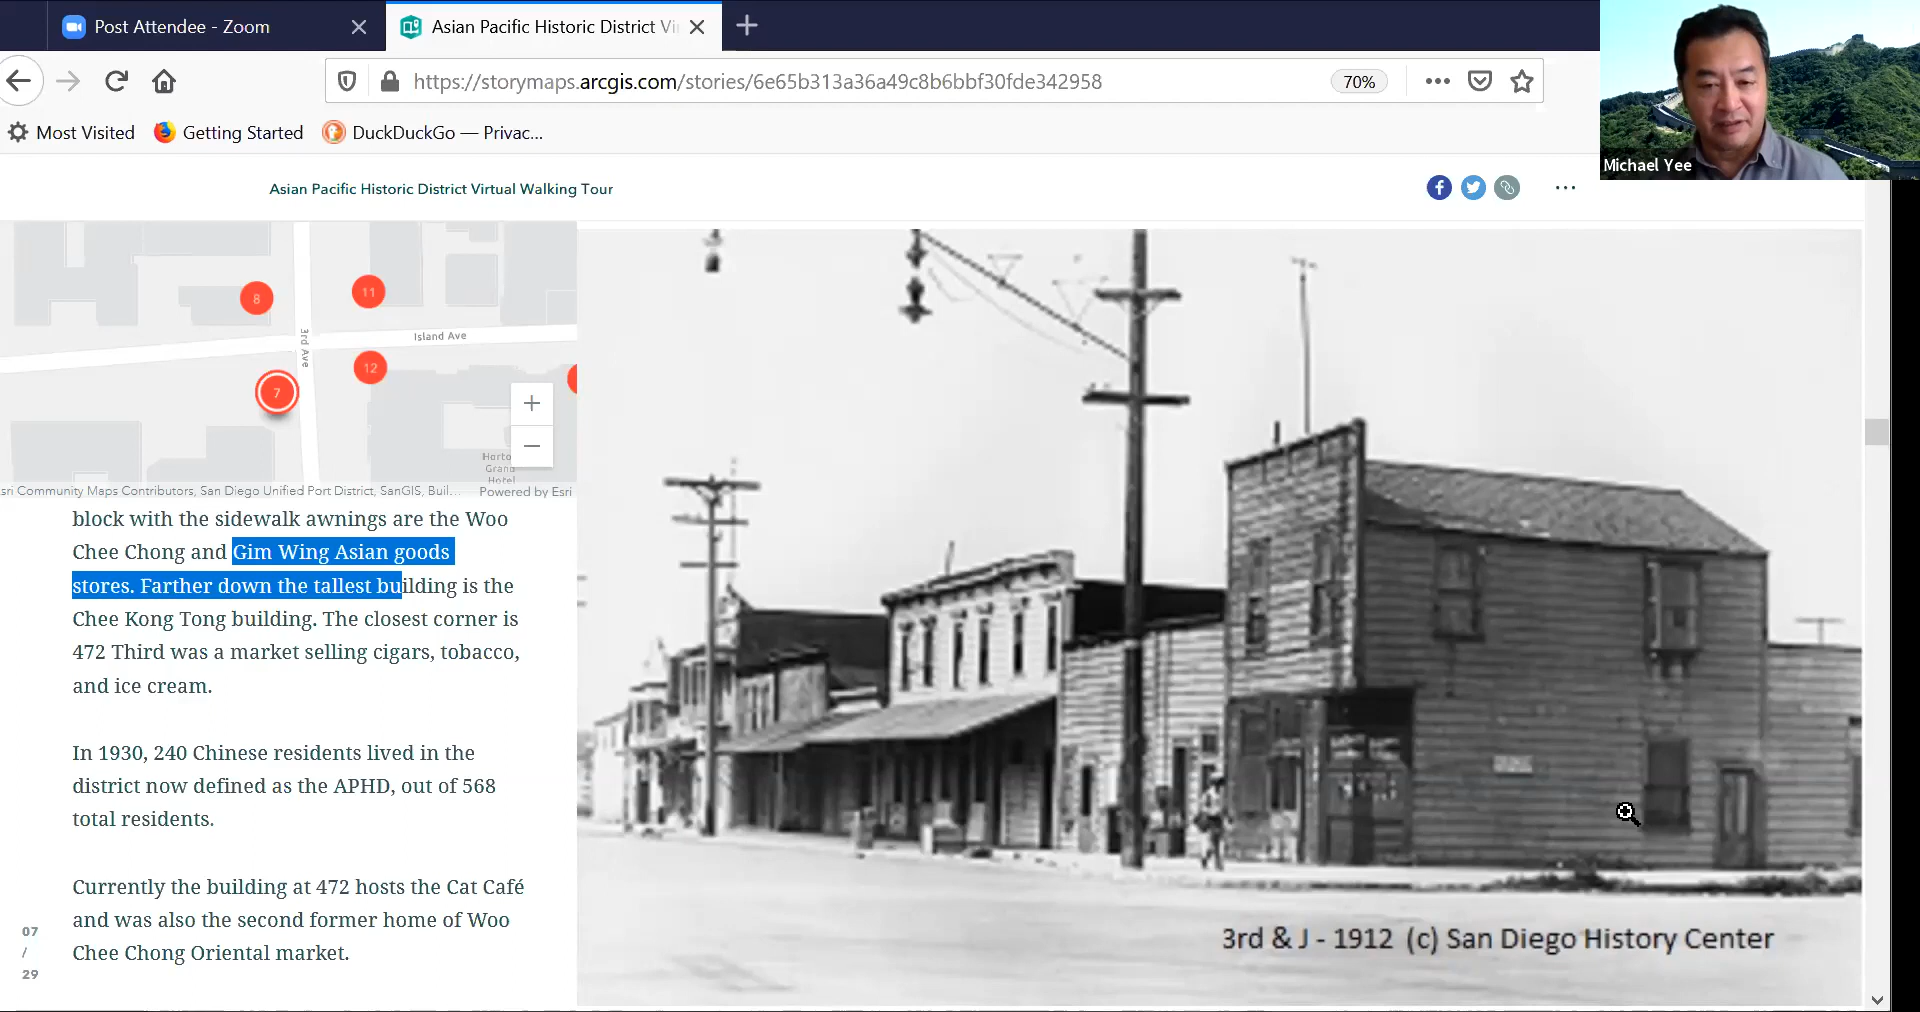 Post Attendee - Zoom
Asian Pacific Historic District Vi
https://storymaps.arcgis.com/stories/6e65b313a36a49c8b6bbf30fde342958
70%
Most Visited
Getting Started
DuckDuckGo — Privac...
Michael Yee
Asian Pacific Historic District Virtual Walking Tour
8
11
3rd Ave
Island Ave
12
7
Grand
Hotel
sri Community Maps Contributors, San Diego Unified Port District, SanGIS, Buil...
Powered by Esri
block with the sidewalk awnings are the Woo
Chee Chong and Gim Wing Asian goods
stores. Farther down the tallest building is the
Chee Kong Tong building. The closest corner is
472 Third was a market selling cigars, tobacco,
and ice cream.
In 1930, 240 Chinese residents lived in the
district now defined as the APHD, out of 568
total residents.
Currently the building at 472 hosts the Cat Café
and was also the second former home of Woo
Chee Chong Oriental market.
07
/
29
3rd & J - 1912 (c) San Diego History Center